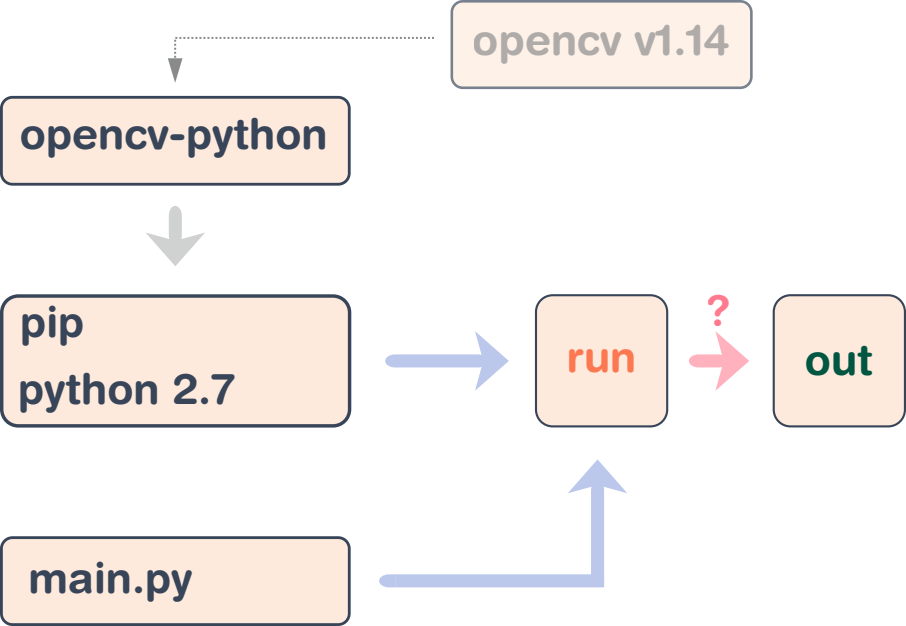 opencv v1.14
opencv-python
pip
python 2.7
run
?
out
main.py